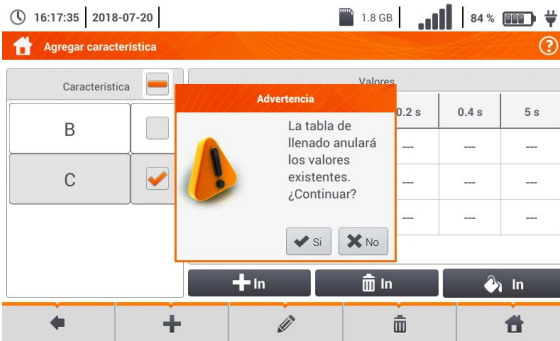 16:17:35 2018-07-20 1.8 GB 84 %
Agregar característica ?
Característica
Valores
0.2 s 0.4 s 5 s
B
--- --- ---
C
--- --- ---
--- --- ---
Advertencia
La tabla de
llenado anulará
los valores
existentes.
¿Continuar?
Si No
In In In